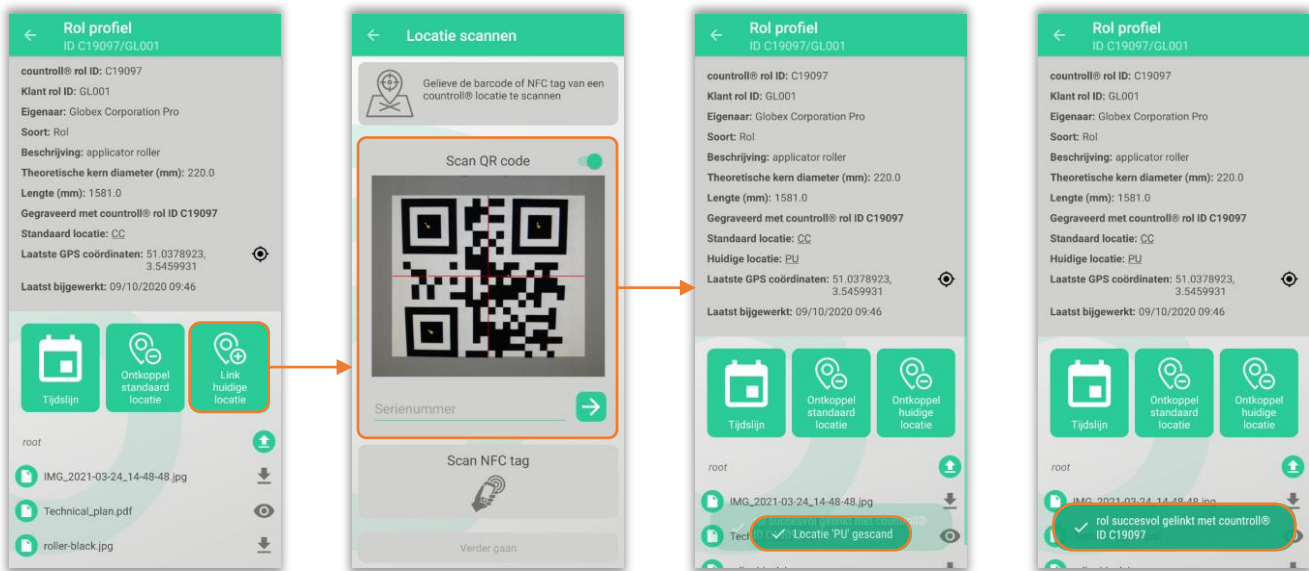 Rol profiel
ID C19097/GL001
countroll® rol ID: C19097
Klant rol ID: GL001
Eigenaar: Globex Corporation Pro
Soort: Rol
Beschrijving: applicator roller
Theoretische kern diameter (mm): 220.0
Lengte (mm): 1581.0
Gegraveerd met countroll® rol ID C19097
Standaard locatie: CC
Laatste GPS coördinaten: 51.0378923,
3.5459931
Laatst bijgewerkt: 09/10/2020 09:46
Tijdslijn
Ontkoppel
standaard
locatie
Link
huidige
locatie
root
IMG_2021-03-24_14-48-48.jpg
Technical_plan.pdf
roller-black.jpg
Locatie scannen
Gelieve de barcode of NFC tag van een
countroll® locatie te scannen
Scan QR code
Serienummer
Scan NFC tag
Verder gaan
Rol profiel
ID C19097/GL001
countroll® rol ID: C19097
Klant rol ID: GL001
Eigenaar: Globex Corporation Pro
Soort: Rol
Beschrijving: applicator roller
Theoretische kern diameter (mm): 220.0
Lengte (mm): 1581.0
Gegraveerd met countroll® rol ID C19097
Standaard locatie: CC
Huidige locatie: PU
Laatste GPS coördinaten: 51.0378923,
3.5459931
Laatst bijgewerkt: 09/10/2020 09:46
Tijdslijn
Ontkoppel
standaard
locatie
Ontkoppel
huidige
locatie
root
IMG_2021-03-24_14-48-48.jpg
rol succesvol gelinkt met countroll®
Locatie 'PU' gescand
Rol profiel
ID C19097/GL001
countroll® rol ID: C19097
Klant rol ID: GL001
Eigenaar: Globex Corporation Pro
Soort: Rol
Beschrijving: applicator roller
Theoretische kern diameter (mm): 220.0
Lengte (mm): 1581.0
Gegraveerd met countroll® rol ID C19097
Standaard locatie: CC
Huidige locatie: PU
Laatste GPS coördinaten: 51.0378923,
3.5459931
Laatst bijgewerkt: 09/10/2020 09:46
Tijdslijn
Ontkoppel
standaard
locatie
Ontkoppel
huidige
locatie
root
IMG_2021-03-24_14-48-48.jpg
rol succesvol gelinkt met countroll®
ID C19097